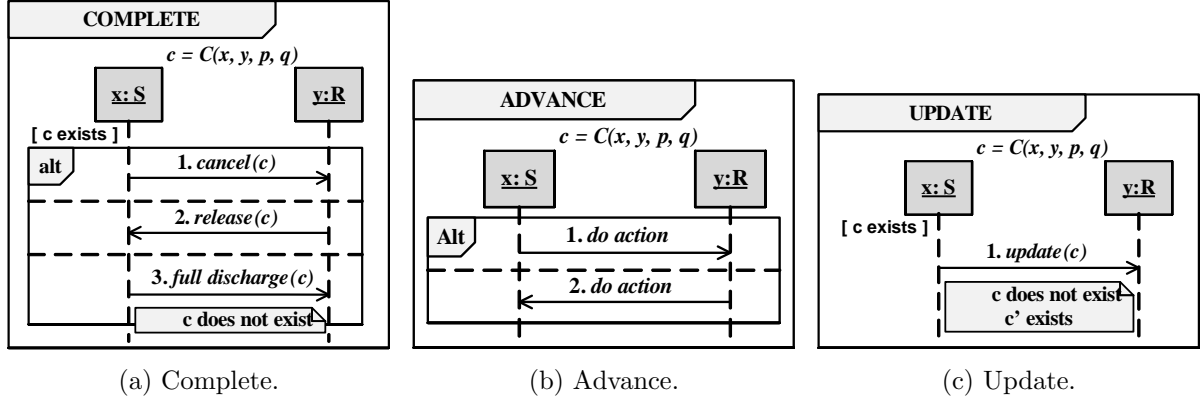 COMPLETE
c = C(x, y, p, q)
x: S
y:R
[ c exists ]
alt
1. cancel(c)
2. release(c)
3. full discharge(c)
c does not exist
(a) Complete.
ADVANCE
c = C(x, y, p, q)
x: S
y:R
Alt
1. do action
2. do action
(b) Advance.
UPDATE
c = C(x, y, p, q)
x: S
y:R
[ c exists ]
1. update(c)
c does not exist
c' exists
(c) Update.